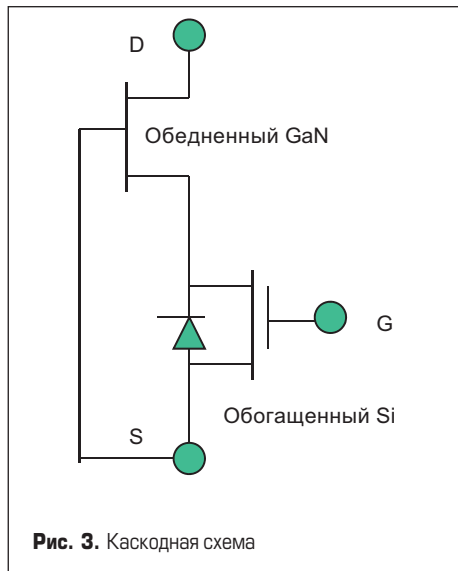 D
Обедненный GaN
G
Обогащенный Si
S
Рис. 3. Каскодная схема